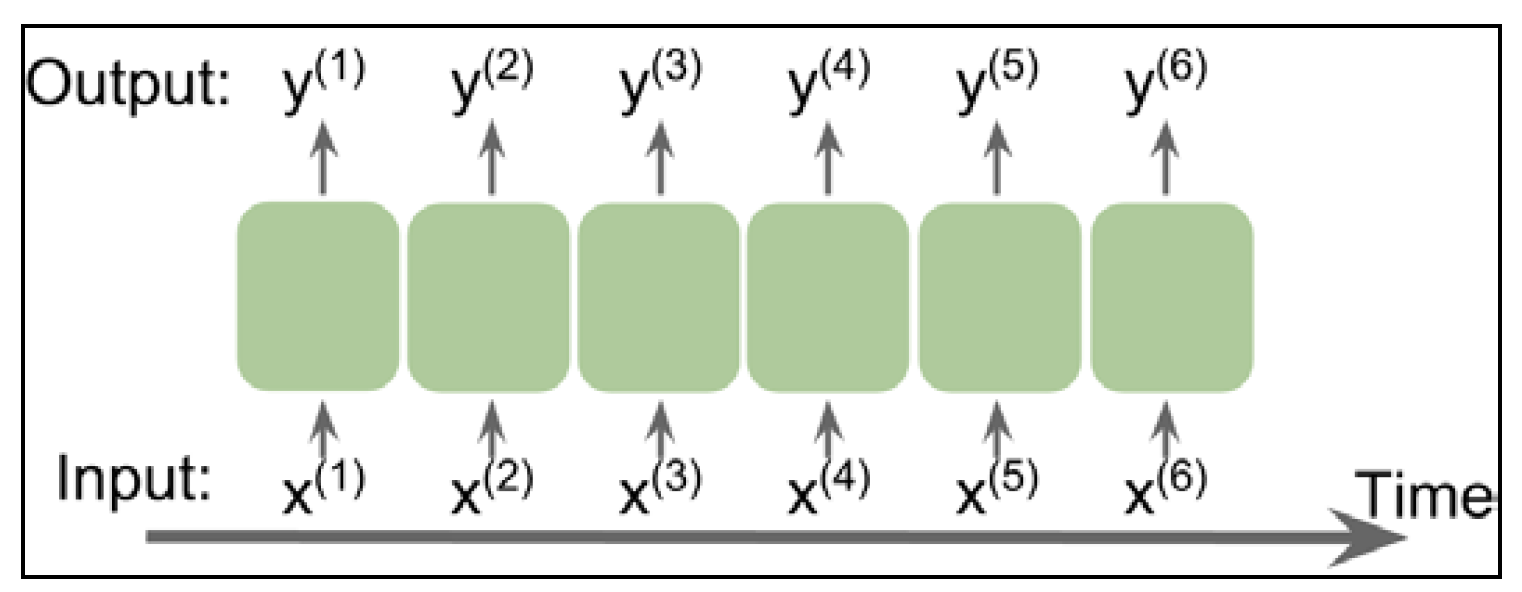 Output: y(1) y(2) y(3) y(4) y(5) y(6)
Input: x(1) x(2) x(3) x(4) x(5) x(6)
Time